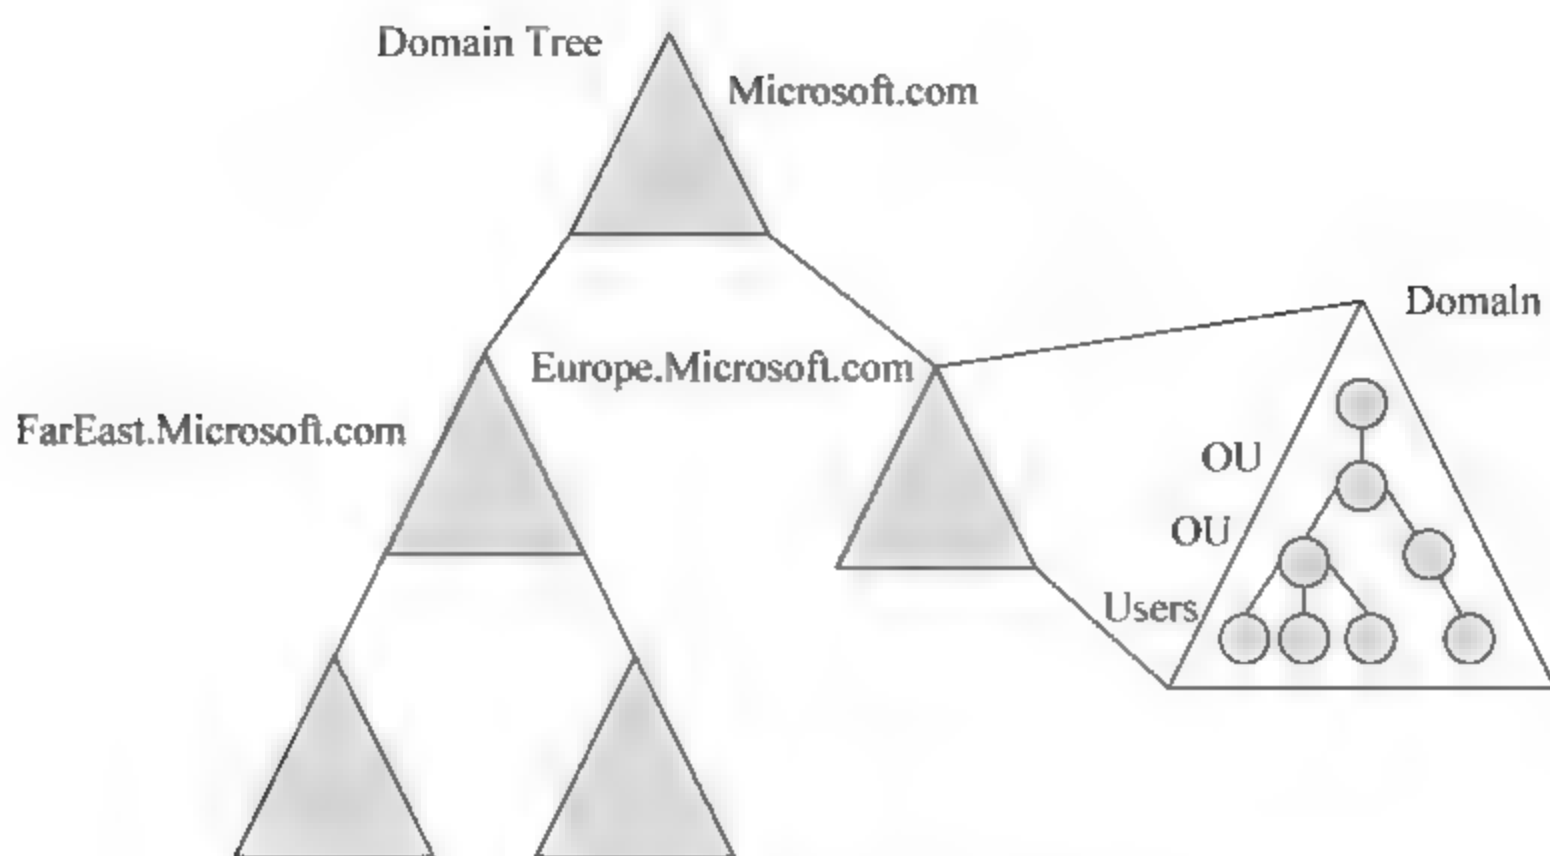 Domain Tree
Microsoft.com
Domaln
Europe.Microsoft.com
FarEast.Microsoft.com
OU
OU
Users